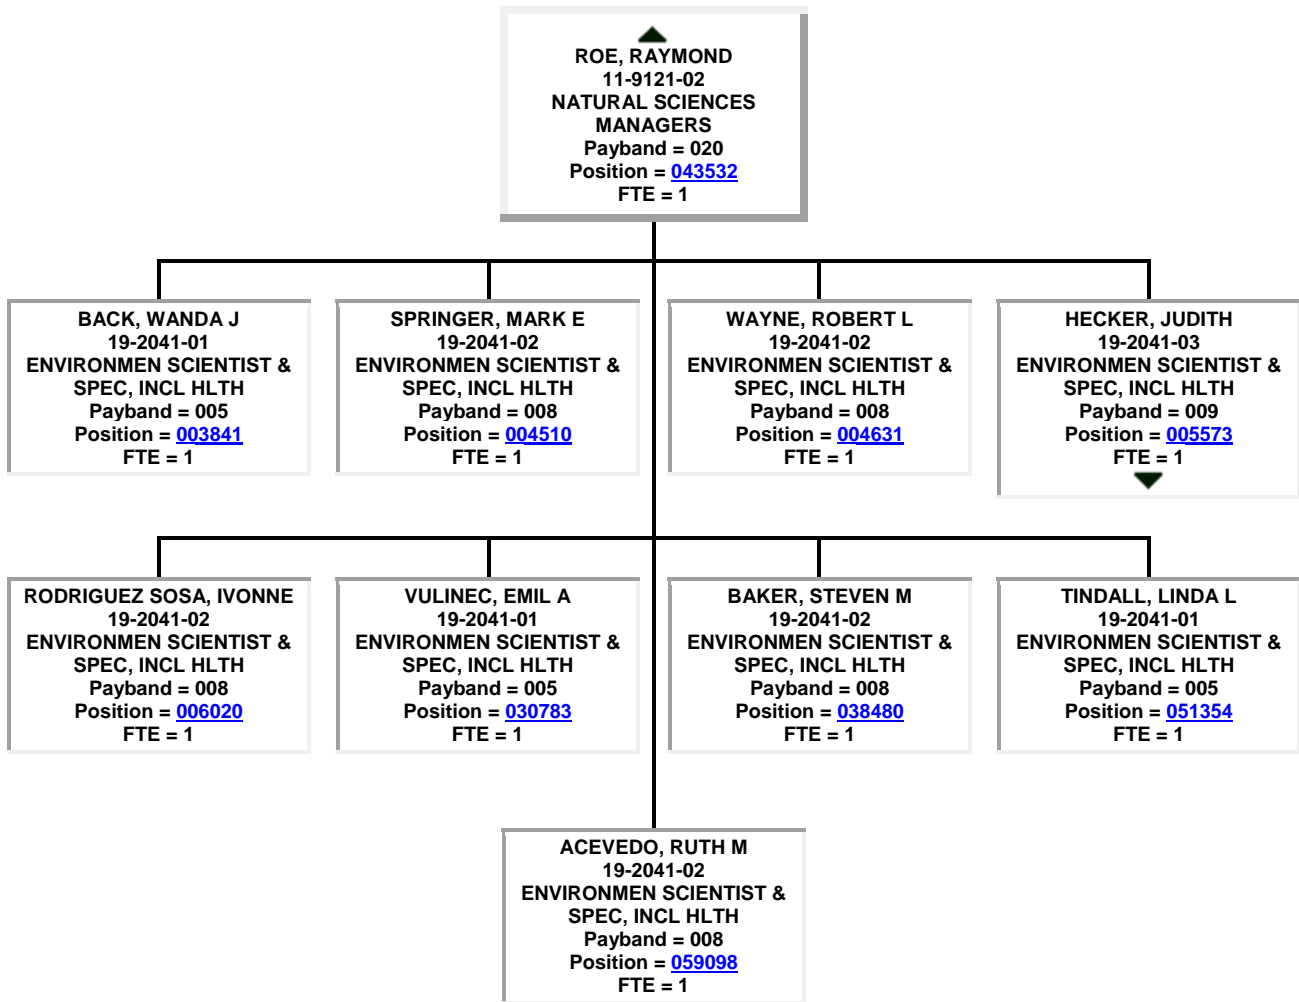 ROE, RAYMOND
11-9121-02
NATURAL SCIENCES
MANAGERS
Payband = 020
Position = 043532
FTE = 1
BACK, WANDA J
19-2041-01
ENVIRONMEN SCIENTIST &
SPEC, INCL HLTH
Payband = 005
Position = 003841
FTE = 1
SPRINGER, MARK E
19-2041-02
ENVIRONMEN SCIENTIST &
SPEC, INCL HLTH
Payband = 008
Position = 004510
FTE = 1
WAYNE, ROBERT L
19-2041-02
ENVIRONMEN SCIENTIST &
SPEC, INCL HLTH
Payband = 008
Position = 004631
FTE = 1
HECKER, JUDITH
19-2041-03
ENVIRONMEN SCIENTIST &
SPEC, INCL HLTH
Payband = 009
Position = 005573
FTE = 1
RODRIGUEZ SOSA, IVONNE
19-2041-02
ENVIRONMEN SCIENTIST &
SPEC, INCL HLTH
Payband = 008
Position = 006020
FTE = 1
VULINEC, EMIL A
19-2041-01
ENVIRONMEN SCIENTIST &
SPEC, INCL HLTH
Payband = 005
Position = 030783
FTE = 1
BAKER, STEVEN M
19-2041-02
ENVIRONMEN SCIENTIST &
SPEC, INCL HLTH
Payband = 008
Position = 038480
FTE = 1
TINDALL, LINDA L
19-2041-01
ENVIRONMEN SCIENTIST &
SPEC, INCL HLTH
Payband = 005
Position = 051354
FTE = 1
ACEVEDO, RUTH M
19-2041-02
ENVIRONMEN SCIENTIST &
SPEC, INCL HLTH
Payband = 008
Position = 059098
FTE = 1